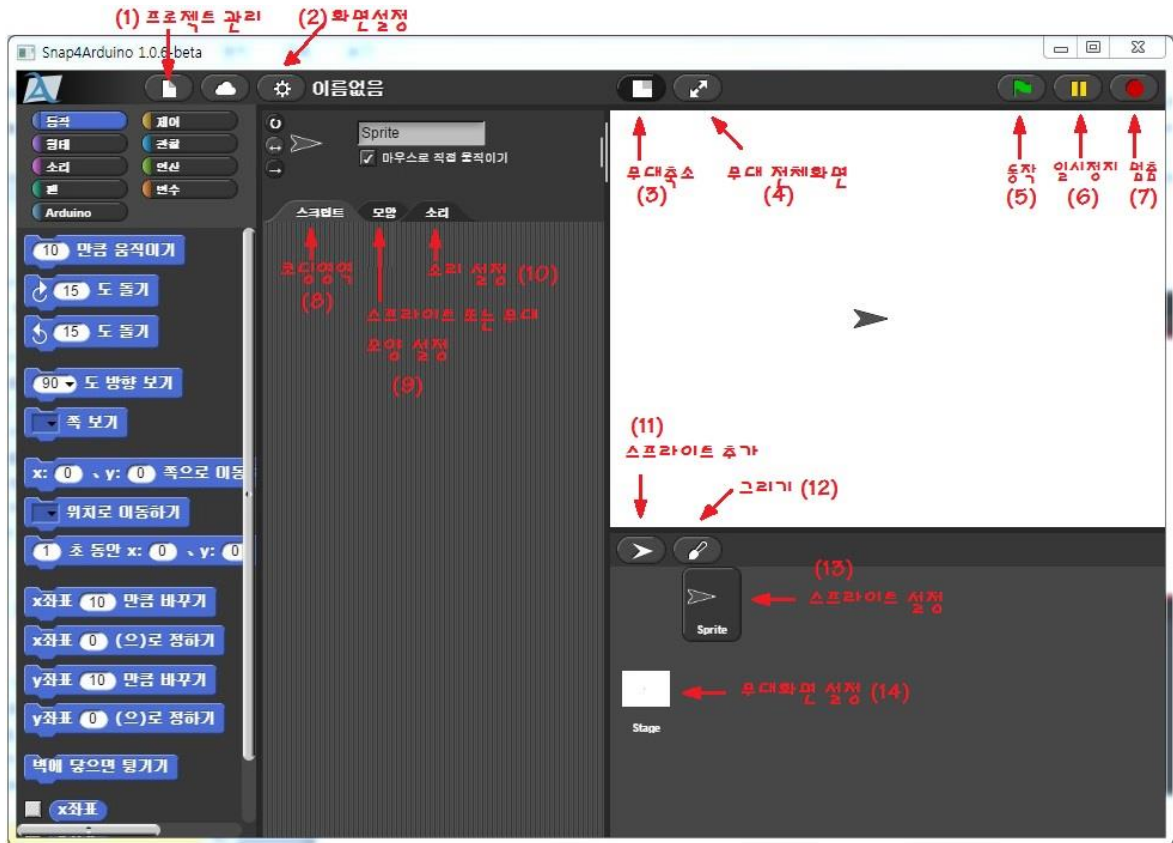 (1) 프로젝트 관리
(2) 화면설정
Snap4Arduino 1.0.6-beta
이름없음
동작
제어
형태
관찰
소리
연산
펜
변수
Arduino
Sprite
마우스로 직접 움직이기
스크립트
모양
소리
10 만큼 움직이기
15 도 돌기
15 도 돌기
90 도 방향 보기
쪽 보기
x: 0 、y: 0 쪽으로 이동
위치로 이동하기
1 초 동안 x: 0 、y: 0
x좌표 10 만큼 바꾸기
x좌표 0 (으)로 정하기
y좌표 10 만큼 바꾸기
y좌표 0 (으)로 정하기
벽에 닿으면 튕기기
x좌표
코딩영역
(8)
소리 설정 (10)
스프라이트 또는 무대
모양 설정
(9)
무대축소
(3)
무대 전체화면
(4)
동작
(5)
일시정지
(6)
멈춤
(7)
(11)
스프라이트 추가
그리기 (12)
(13)
스프라이트 설정
Sprite
무대화면 설정 (14)
Stage